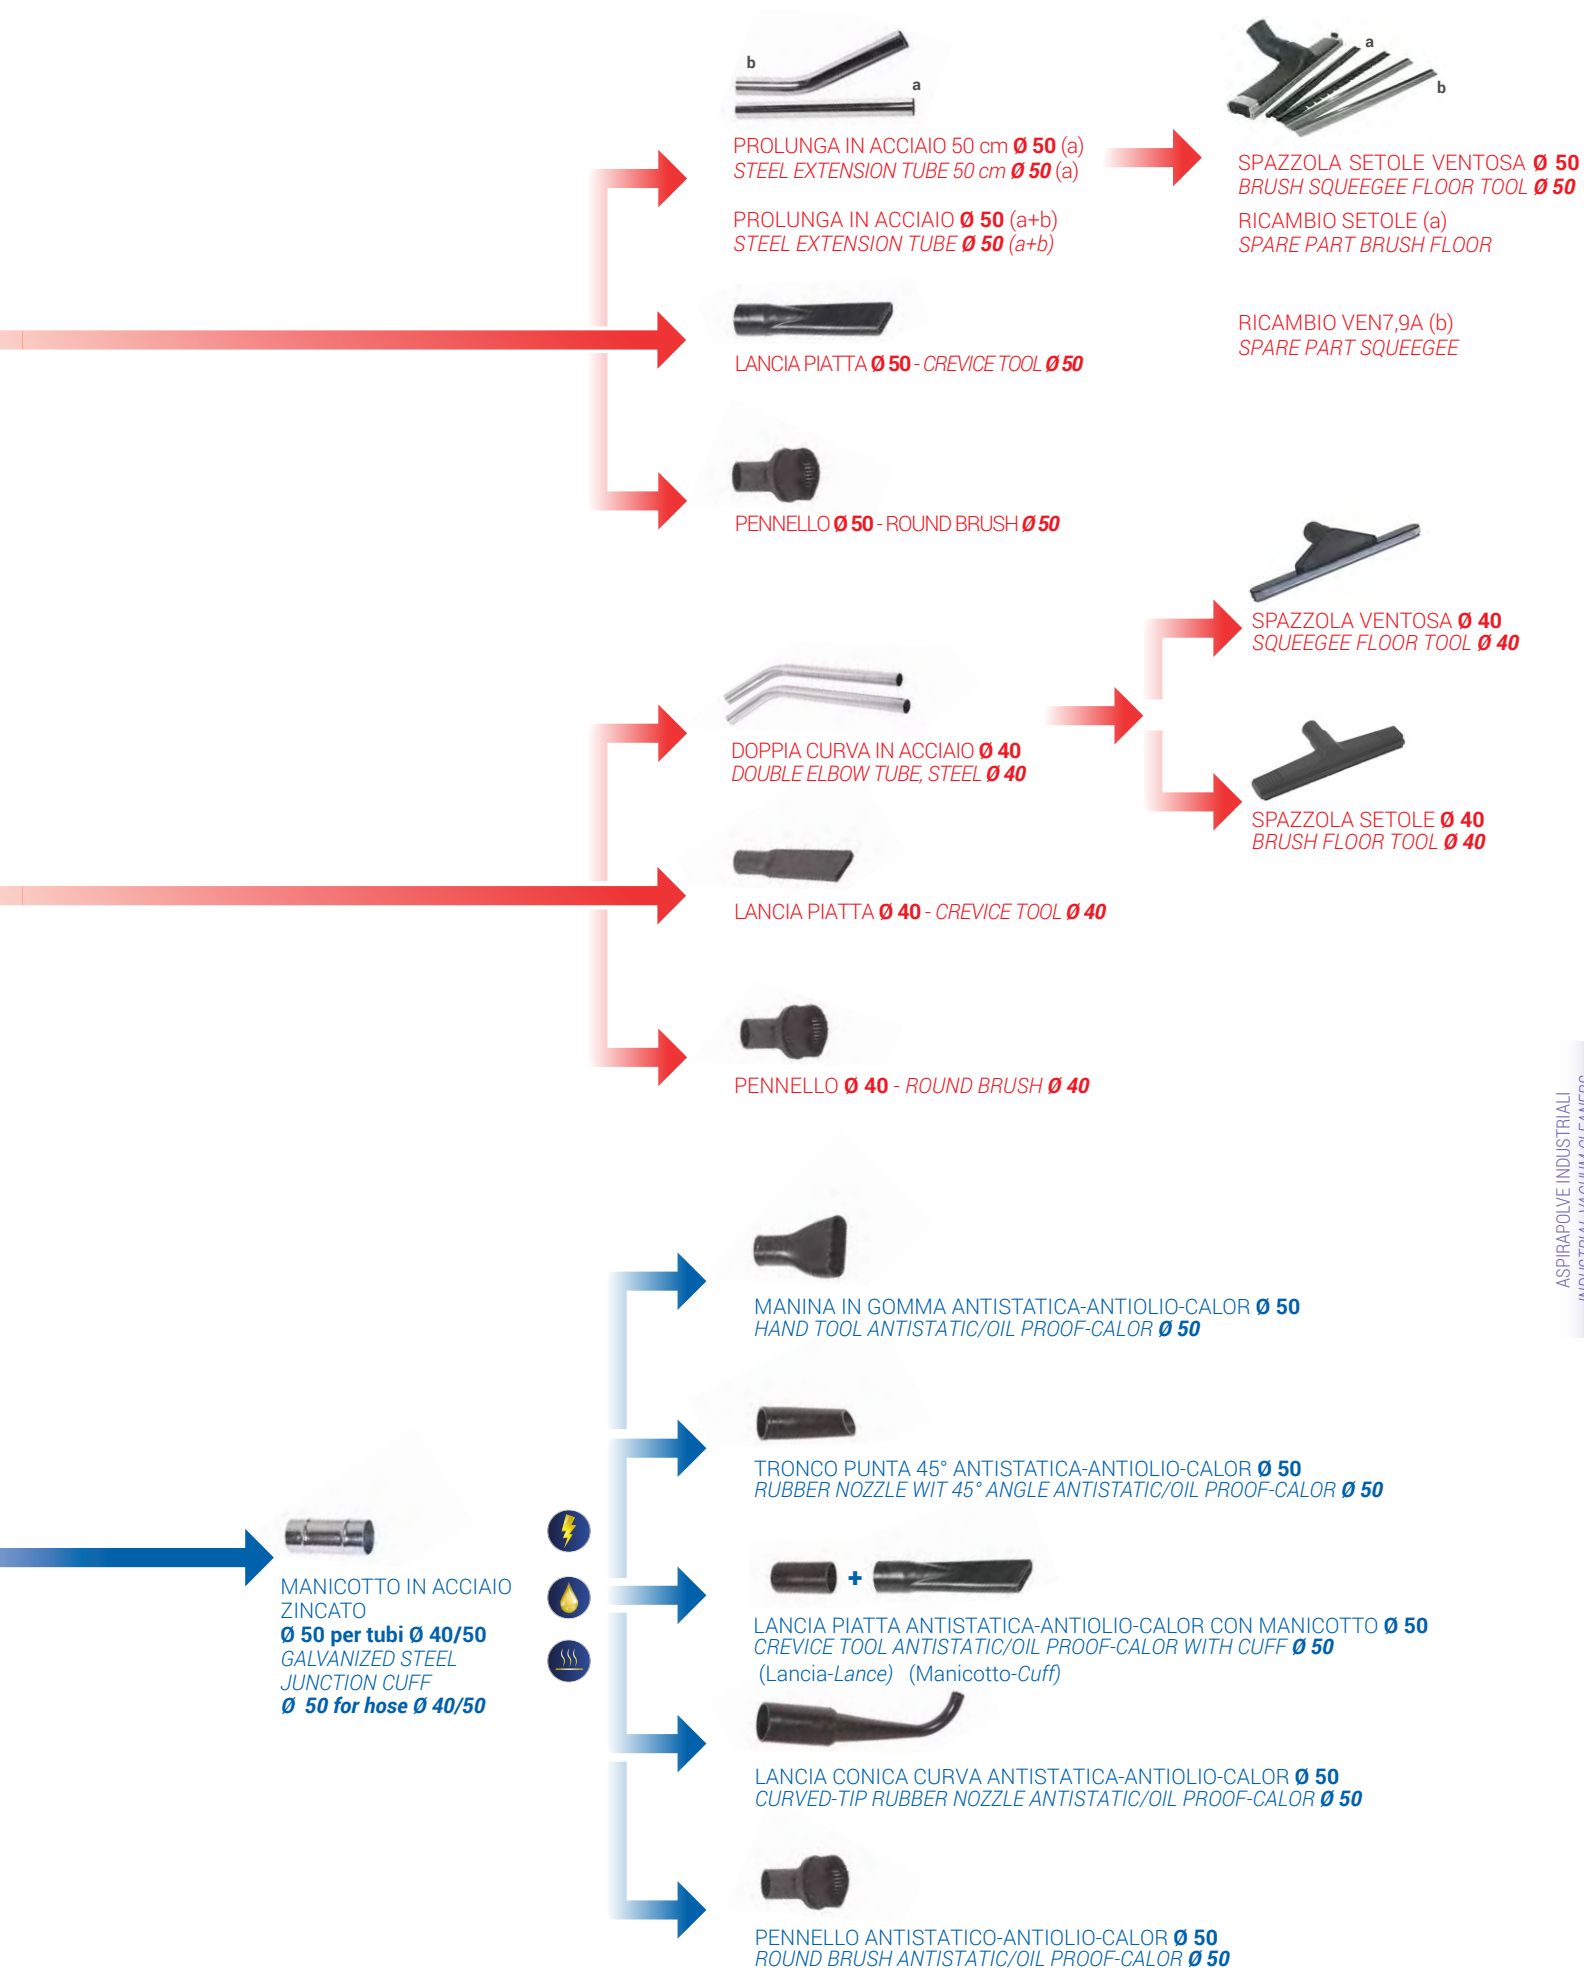 b
a
PROLUNGA IN ACCIAIO 50 cm Ø 50 (a)
STEEL EXTENSION TUBE 50 cm Ø 50 (a)
PROLUNGA IN ACCIAIO Ø 50 (a+b)
STEEL EXTENSION TUBE Ø 50 (a+b)
a
b
SPAZZOLA SETOLE VENTOSA Ø 50
BRUSH SQUEEGEE FLOOR TOOL Ø 50
RICAMBIO SETOLE (a)
SPARE PART BRUSH FLOOR
RICAMBIO VEN7,9A (b)
SPARE PART SQUEEGEE
LANCIA PIATTA Ø 50 - CREVICE TOOL Ø 50
PENNELLO Ø 50 - ROUND BRUSH Ø 50
SPAZZOLA VENTOSA Ø 40
SQUEEGEE FLOOR TOOL Ø 40
DOPPIA CURVA IN ACCIAIO Ø 40
DOUBLE ELBOW TUBE, STEEL Ø 40
SPAZZOLA SETOLE Ø 40
BRUSH FLOOR TOOL Ø 40
LANCIA PIATTA Ø 40 - CREVICE TOOL Ø 40
PENNELLO Ø 40 - ROUND BRUSH Ø 40
ASPIRAPOLVE INDUSTRIALI
INDUSTRIAL VACUUM CLEANERS
MANINA IN GOMMA ANTISTATICA-ANTIOLIO-CALOR Ø 50
HAND TOOL ANTISTATIC/OIL PROOF-CALOR Ø 50
TRONCO PUNTA 45° ANTISTATICA-ANTIOLIO-CALOR Ø 50
RUBBER NOZZLE WIT 45° ANGLE ANTISTATIC/OIL PROOF-CALOR Ø 50
MANICOTTO IN ACCIAIO
ZINCATO
Ø 50 per tubi Ø 40/50
GALVANIZED STEEL
JUNCTION CUFF
Ø 50 for hose Ø 40/50
+
LANCIA PIATTA ANTISTATICA-ANTIOLIO-CALOR CON MANICOTTO Ø 50
CREVICE TOOL ANTISTATIC/OIL PROOF-CALOR WITH CUFF Ø 50
(Lancia-Lance) (Manicotto-Cuff)
LANCIA CONICA CURVA ANTISTATICA-ANTIOLIO-CALOR Ø 50
CURVED-TIP RUBBER NOZZLE ANTISTATIC/OIL PROOF-CALOR Ø 50
PENNELLO ANTISTATICO-ANTIOLIO-CALOR Ø 50
ROUND BRUSH ANTISTATIC/OIL PROOF-CALOR Ø 50